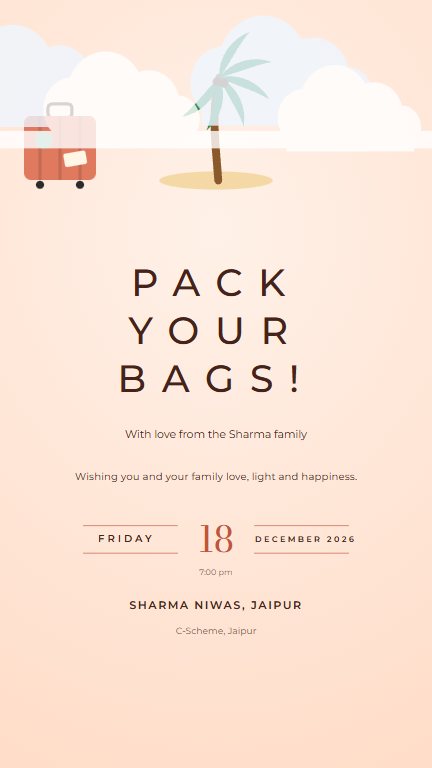 PACK
YOUR
BAGS!
With love from the Sharma family
Wishing you and your family love, light and happiness.
FRIDAY
18
DECEMBER 2026
7:00 pm
SHARMA NIWAS, JAIPUR
C-Scheme, Jaipur